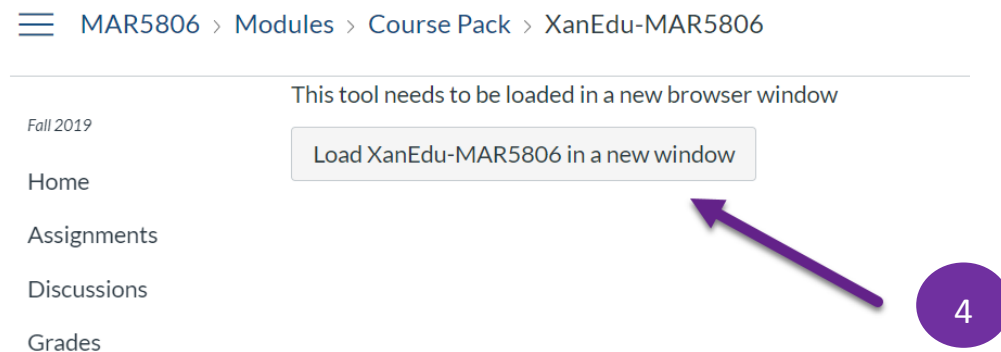 MAR5806 > Modules > Course Pack > XanEdu-MAR5806
This tool needs to be loaded in a new browser window
Fall 2019
Load XanEdu-MAR5806 in a new window
Home
Assignments
Discussions
4
Grades